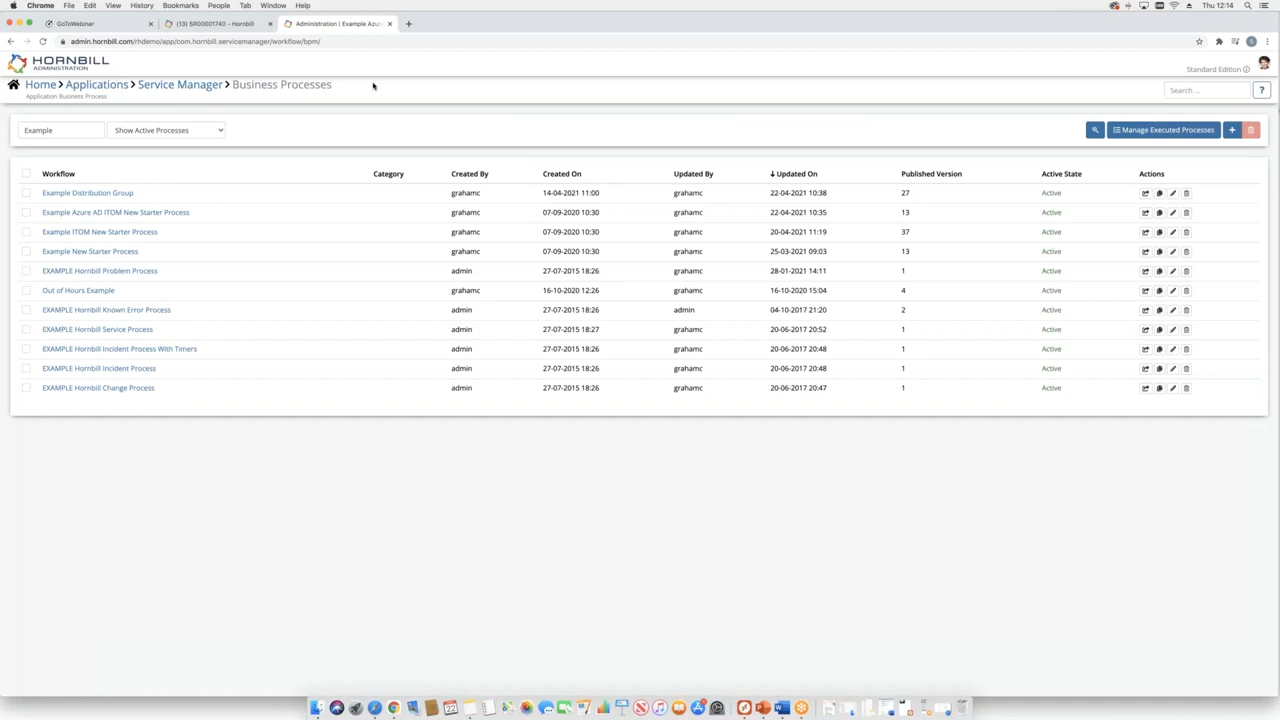 Chrome File Edit View History Bookmarks People Tab Window Help Thu 12:14
GoToWebinar (13) SR00001740 - Hornbill Administration | Example Azur
admin.hornbill.com/rhdemo/app/com.hornbill.servicemanager/workflow/bpm/
HORNBILL
ADMINISTRATION
Standard Edition
Home Applications Service Manager Business Processes
Application Business Process
Search ... ?
Example Show Active Processes Manage Executed Processes
Workflow Category Created By Created On Updated By Updated On Published Version Active State Actions
Example Distribution Group grahamc 14-04-2021 11:00 grahamc 22-04-2021 10:38 27 Active
Example Azure AD ITOM New Starter Process grahamc 07-09-2020 10:30 grahamc 22-04-2021 10:35 13 Active
Example ITOM New Starter Process grahamc 07-09-2020 10:30 grahamc 20-04-2021 11:19 37 Active
Example New Starter Process grahamc 07-09-2020 10:30 grahamc 25-03-2021 09:03 13 Active
EXAMPLE Hornbill Problem Process admin 27-07-2015 18:26 grahamc 28-01-2021 14:11 1 Active
Out of Hours Example grahamc 16-10-2020 12:26 grahamc 16-10-2020 15:04 4 Active
EXAMPLE Hornbill Known Error Process admin 27-07-2015 18:26 admin 04-10-2017 21:20 2 Active
EXAMPLE Hornbill Service Process admin 27-07-2015 18:27 grahamc 20-06-2017 20:52 1 Active
EXAMPLE Hornbill Incident Process With Timers admin 27-07-2015 18:26 grahamc 20-06-2017 20:48 1 Active
EXAMPLE Hornbill Incident Process admin 27-07-2015 18:26 grahamc 20-06-2017 20:48 1 Active
EXAMPLE Hornbill Change Process admin 27-07-2015 18:26 grahamc 20-06-2017 20:47 1 Active